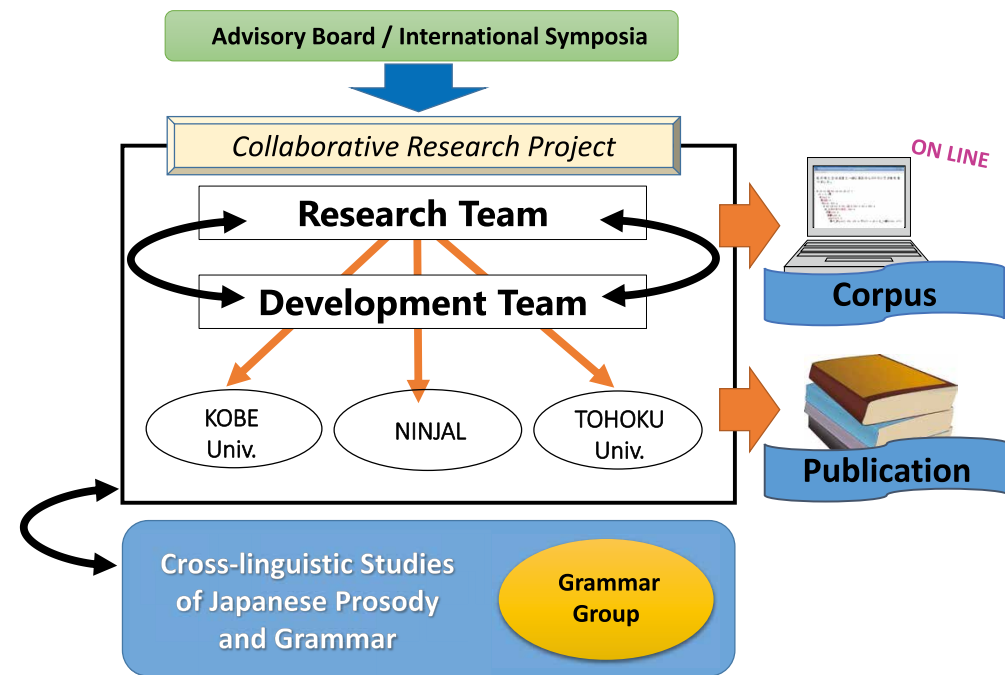 Advisory Board / International Symposia
Collaborative Research Project
Research Team
Development Team
KOBE
Univ.
NINJAL
TOHOKU
Univ.
ON LINE
Corpus
Publication
Cross-linguistic Studies
of Japanese Prosody
and Grammar
Grammar
Group